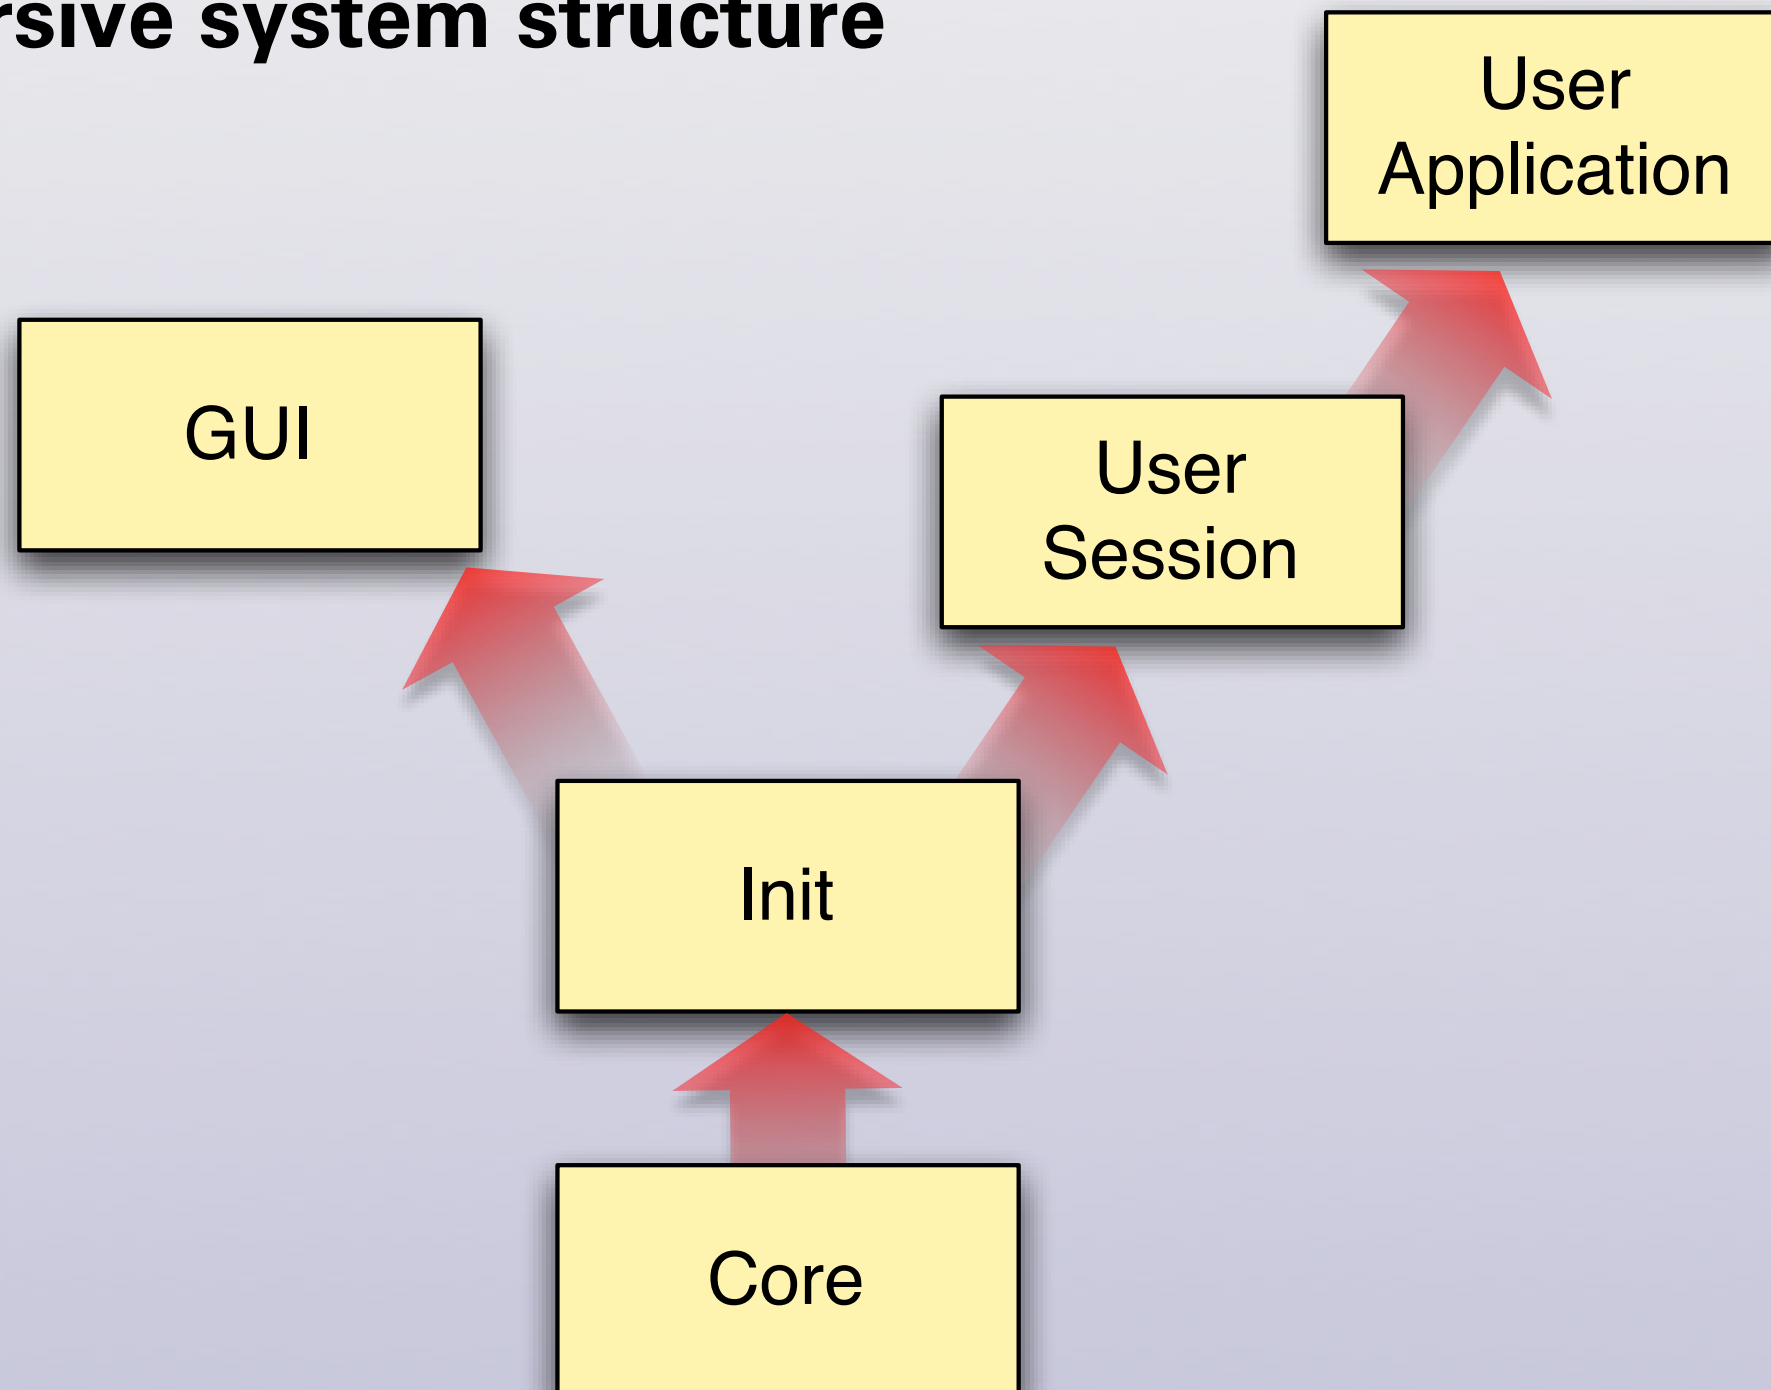 rsive system structure
User
Application
GUI
User
Session
Init
Core